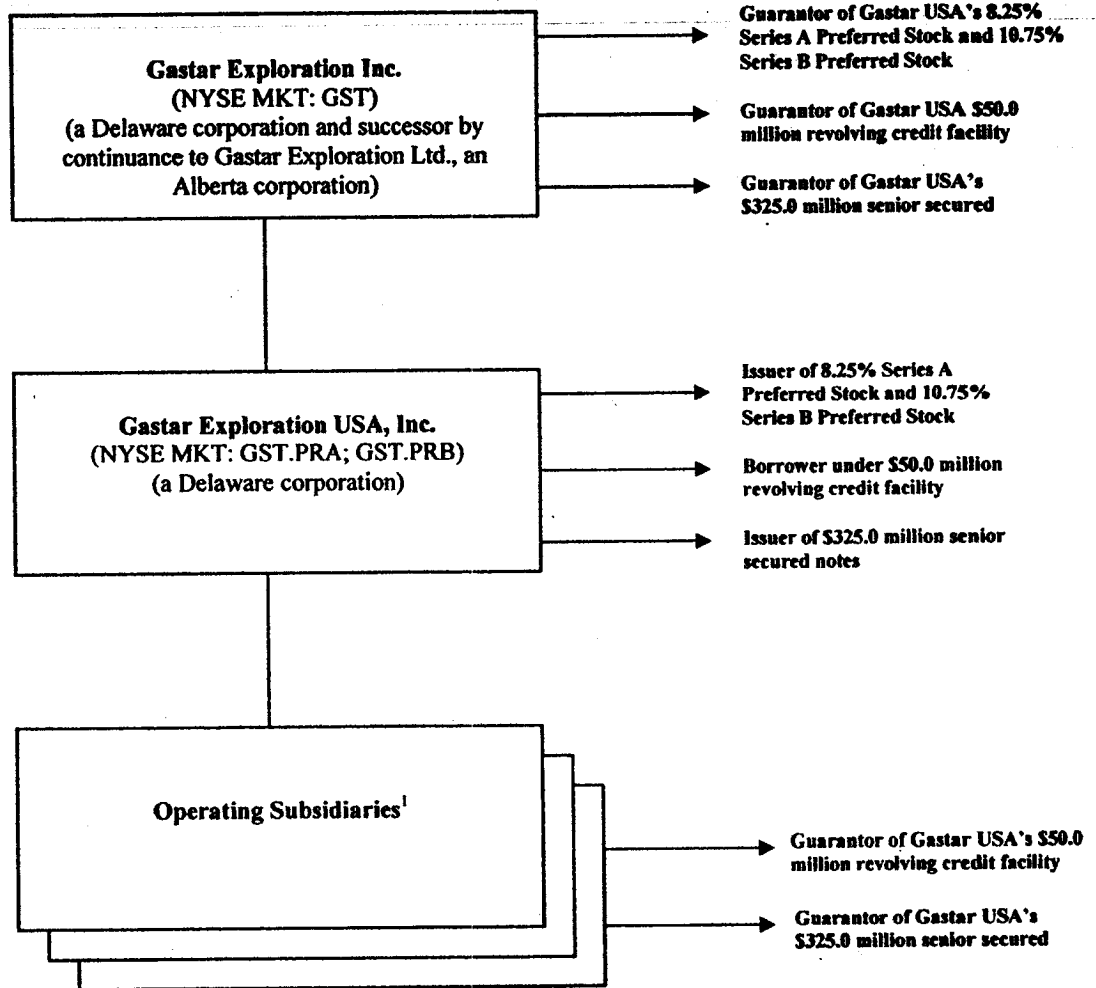 Guarantor of Gastar USA's 8.25%
Series A Preferred Stock and 10.75%
Series B Preferred Stock
Gastar Exploration Inc.
(NYSE MKT: GST)
(a Delaware corporation and successor by
continuance to Gastar Exploration Ltd., an
Alberta corporation)
Guarantor of Gastar USA $50.0
million revolving credit facility
Guarantor of Gastar USA's
$325.0 million senior secured
Issuer of 8.25% Series A
Preferred Stock and 10.75%
Series B Preferred Stock
Gastar Exploration USA, Inc.
(NYSE MKT: GST.PRA; GST.PRB)
(a Delaware corporation)
Borrower under $50.0 million
revolving credit facility
Issuer of $325.0 million senior
secured notes
Operating Subsidiaries¹
Guarantor of Gastar USA's $50.0
million revolving credit facility
Guarantor of Gastar USA's
$325.0 million senior secured